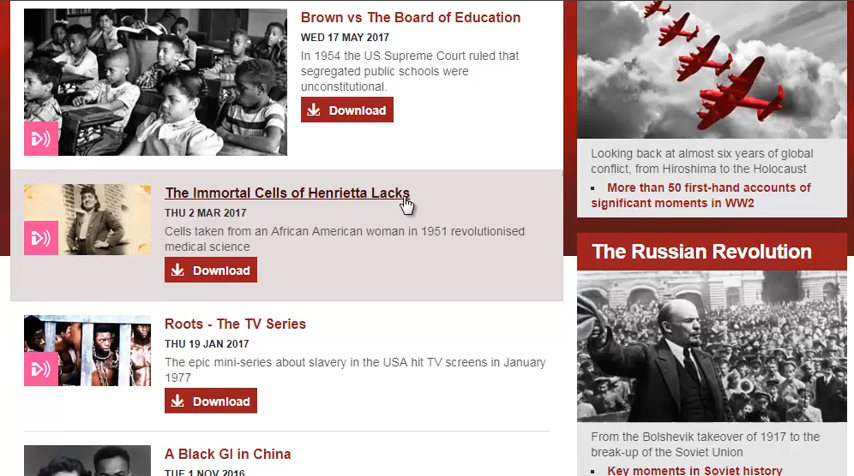 Brown vs The Board of Education
WED 17 MAY 2017
In 1954 the US Supreme Court ruled that
segregated public schools were
unconstitutional.
Download
The Immortal Cells of Henrietta Lacks
THU 2 MAR 2017
Cells taken from an African American woman in 1951 revolutionised
medical science
Download
Roots - The TV Series
THU 19 JAN 2017
The epic mini-series about slavery in the USA hit TV screens in January
1977
Download
A Black GI in China
TUE 1 NOV 2016
Looking back at almost six years of global
conflict, from Hiroshima to the Holocaust
More than 50 first-hand accounts of
significant moments in WW2
The Russian Revolution
From the Bolshevik takeover of 1917 to the
break-up of the Soviet Union
Key moments in Soviet history